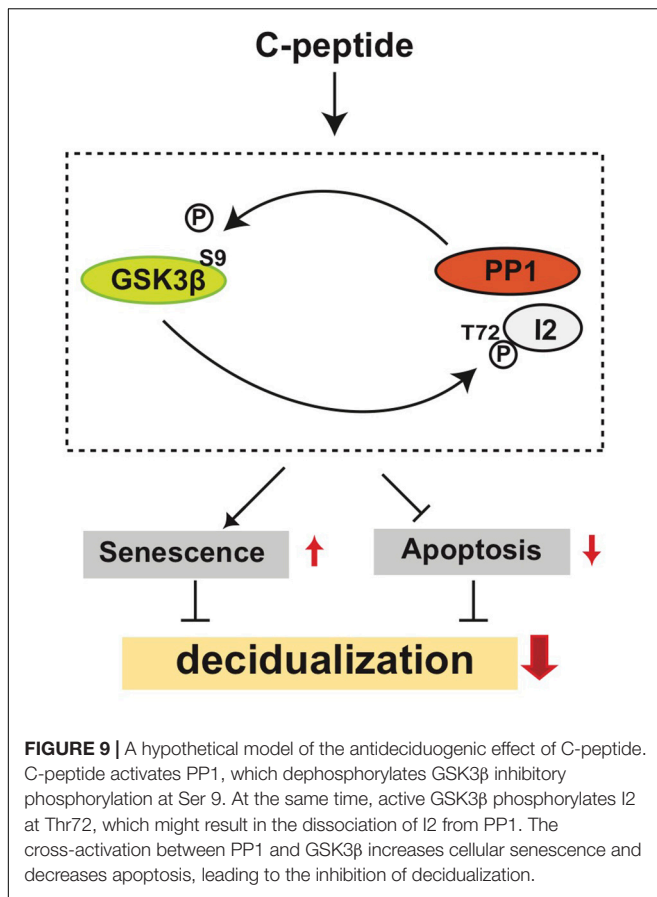 C-peptide
P
S9
GSK3β
PP1
I2
T72
P
Senescence
Apoptosis
decidualization
FIGURE 9 | A hypothetical model of the antideciduogenic effect of C-peptide.
C-peptide activates PP1, which dephosphorylates GSK3β inhibitory
phosphorylation at Ser 9. At the same time, active GSK3β phosphorylates I2
at Thr72, which might result in the dissociation of I2 from PP1. The
cross-activation between PP1 and GSK3β increases cellular senescence and
decreases apoptosis, leading to the inhibition of decidualization.